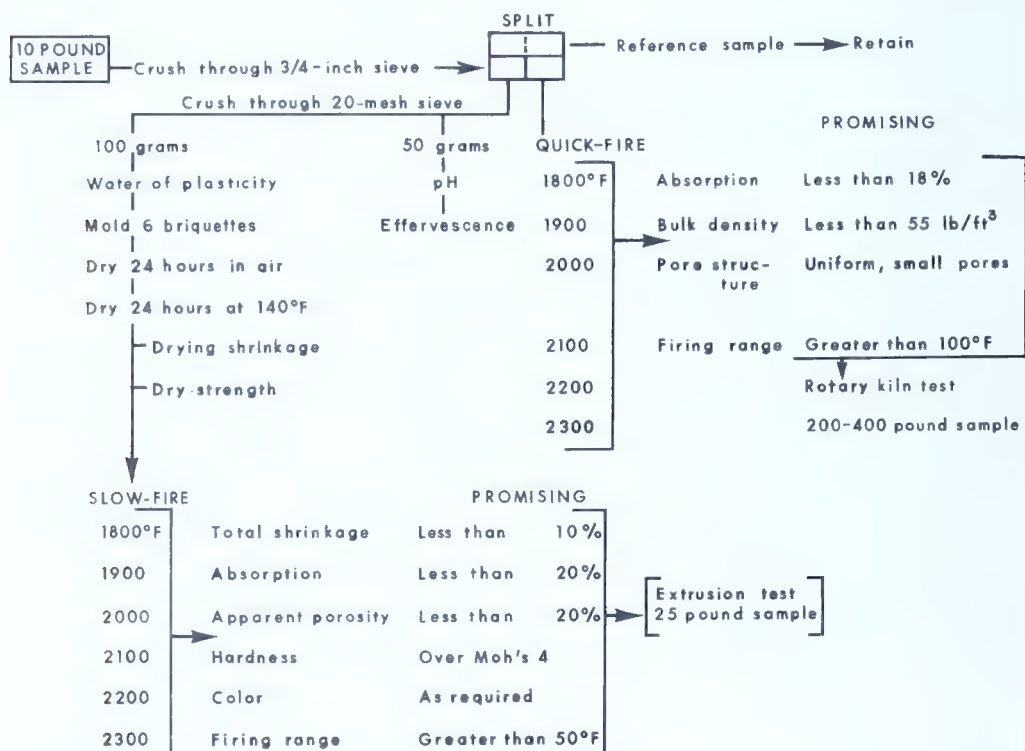 SPLIT
10 POUND
SAMPLE
Crush through 3/4-inch sieve
Reference sample
Retain
Crush through 20-mesh sieve
100 grams
50 grams
QUICK-FIRE
PROMISING
Water of plasticity
pH
1800°F
Absorption
Less than 18%
Mold 6 briquettes
Effervescence
1900
Bulk density
Less than 55 lb/ft³
Dry 24 hours in air
2000
Pore struc-
ture
Uniform, small pores
Dry 24 hours at 140°F
Drying shrinkage
2100
Firing range
Greater than 100°F
Dry strength
2200
Rotary kiln test
2300
200-400 pound sample
SLOW-FIRE
PROMISING
1800°F
Total shrinkage
Less than 10%
1900
Absorption
Less than 20%
2000
Apparent porosity
Less than 20%
Extrusion test
25 pound sample
2100
Hardness
Over Moh's 4
2200
Color
As required
2300
Firing range
Greater than 50°F